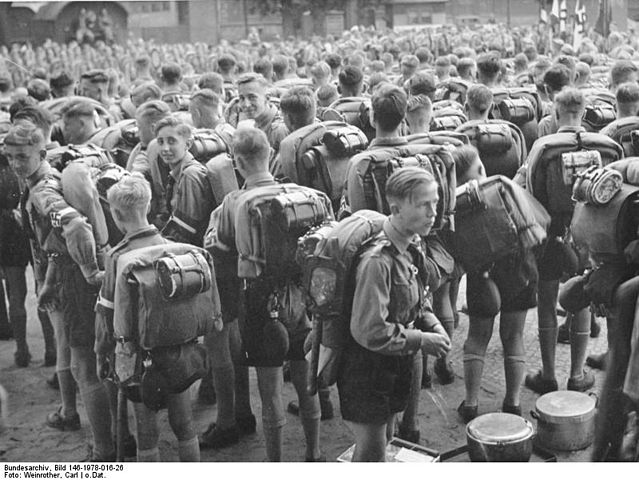 Bundesarchiv, Bild 146-1978-016-26
Foto: Weinrother, Carl | o.Dat.